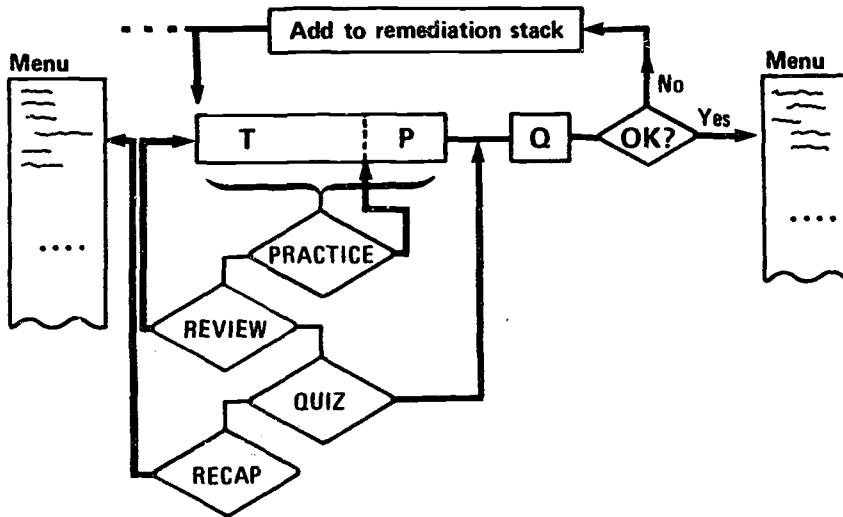 Add to remediation stack
Menu
Menu
No
T
P
Q
OK?
Yes
PRACTICE
REVIEW
QUIZ
RECAP